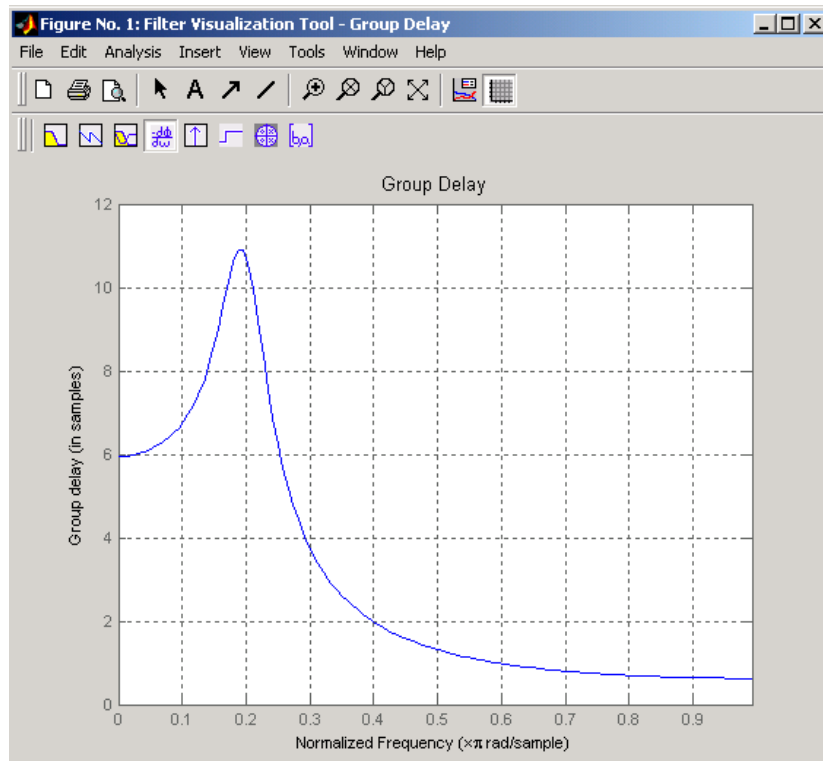 Figure No. 1: Filter Visualization Tool - Group Delay
File Edit Analysis Insert View Tools Window Help
A
-dϕ
dω
[b,a]
Group Delay
12
10
8
6
4
2
0
Group delay (in samples)
0 0.1 0.2 0.3 0.4 0.5 0.6 0.7 0.8 0.9
Normalized Frequency (×π rad/sample)